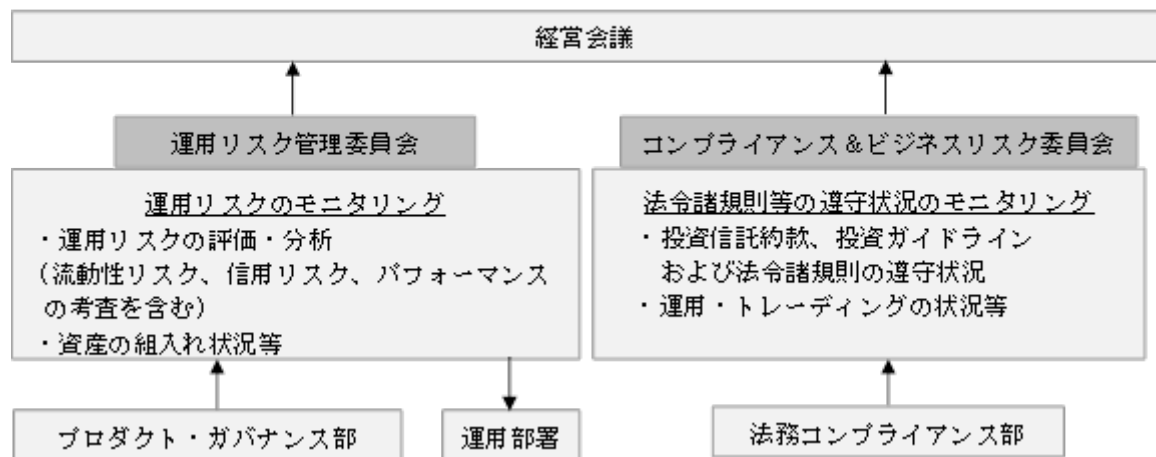 経営会議
運用リスク管理委員会
運用リスクのモニタリング
・運用リスクの評価・分析
(流動性リスク、信用リスク、パフォーマンス
の考査を含む)
・資産の組入れ状況等
プロダクト・ガバナンス部
運用部署
コンプライアンス&ビジネスリスク委員会
法令諸規則等の遵守状況のモニタリング
・投資信託約款、投資ガイドライン
および法令諸規則の遵守状況
・運用・トレーディングの状況等
法務コンプライアンス部